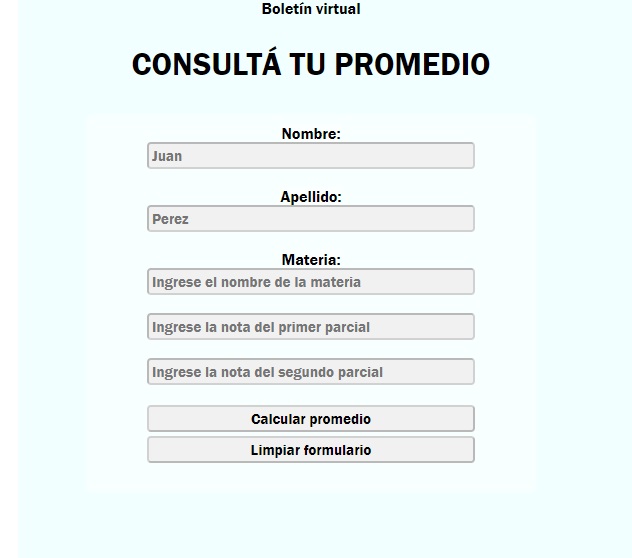 Boletín virtual
CONSULTÁ TU PROMEDIO
Nombre:
Juan
Apellido:
Perez
Materia:
Ingrese el nombre de la materia
Ingrese la nota del primer parcial
Ingrese la nota del segundo parcial
Calcular promedio
Limpiar formulario